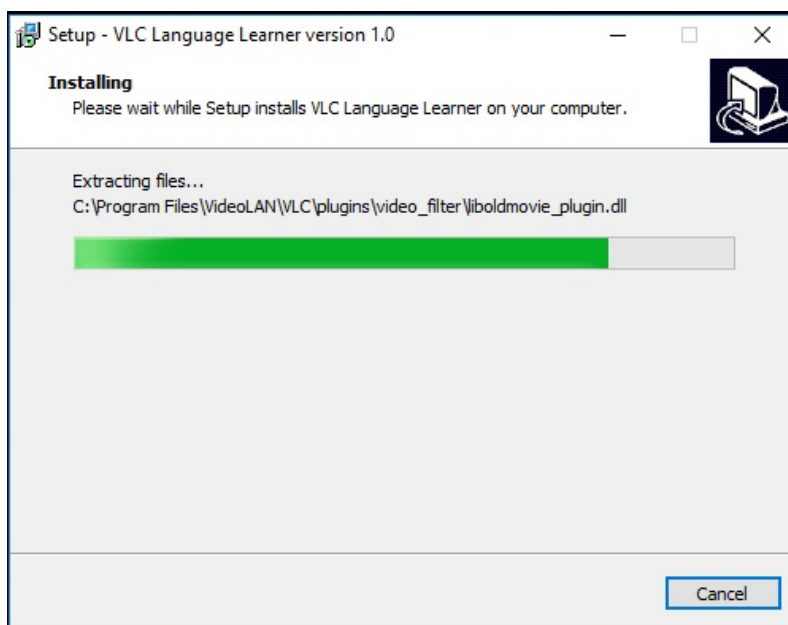 Setup - VLC Language Learner version 1.0
Installing
Please wait while Setup installs VLC Language Learner on your computer.
Extracting files...
C:\Program Files\VideoLAN\VLC\plugins\video_filter\liboldmovie_plugin.dll
Cancel